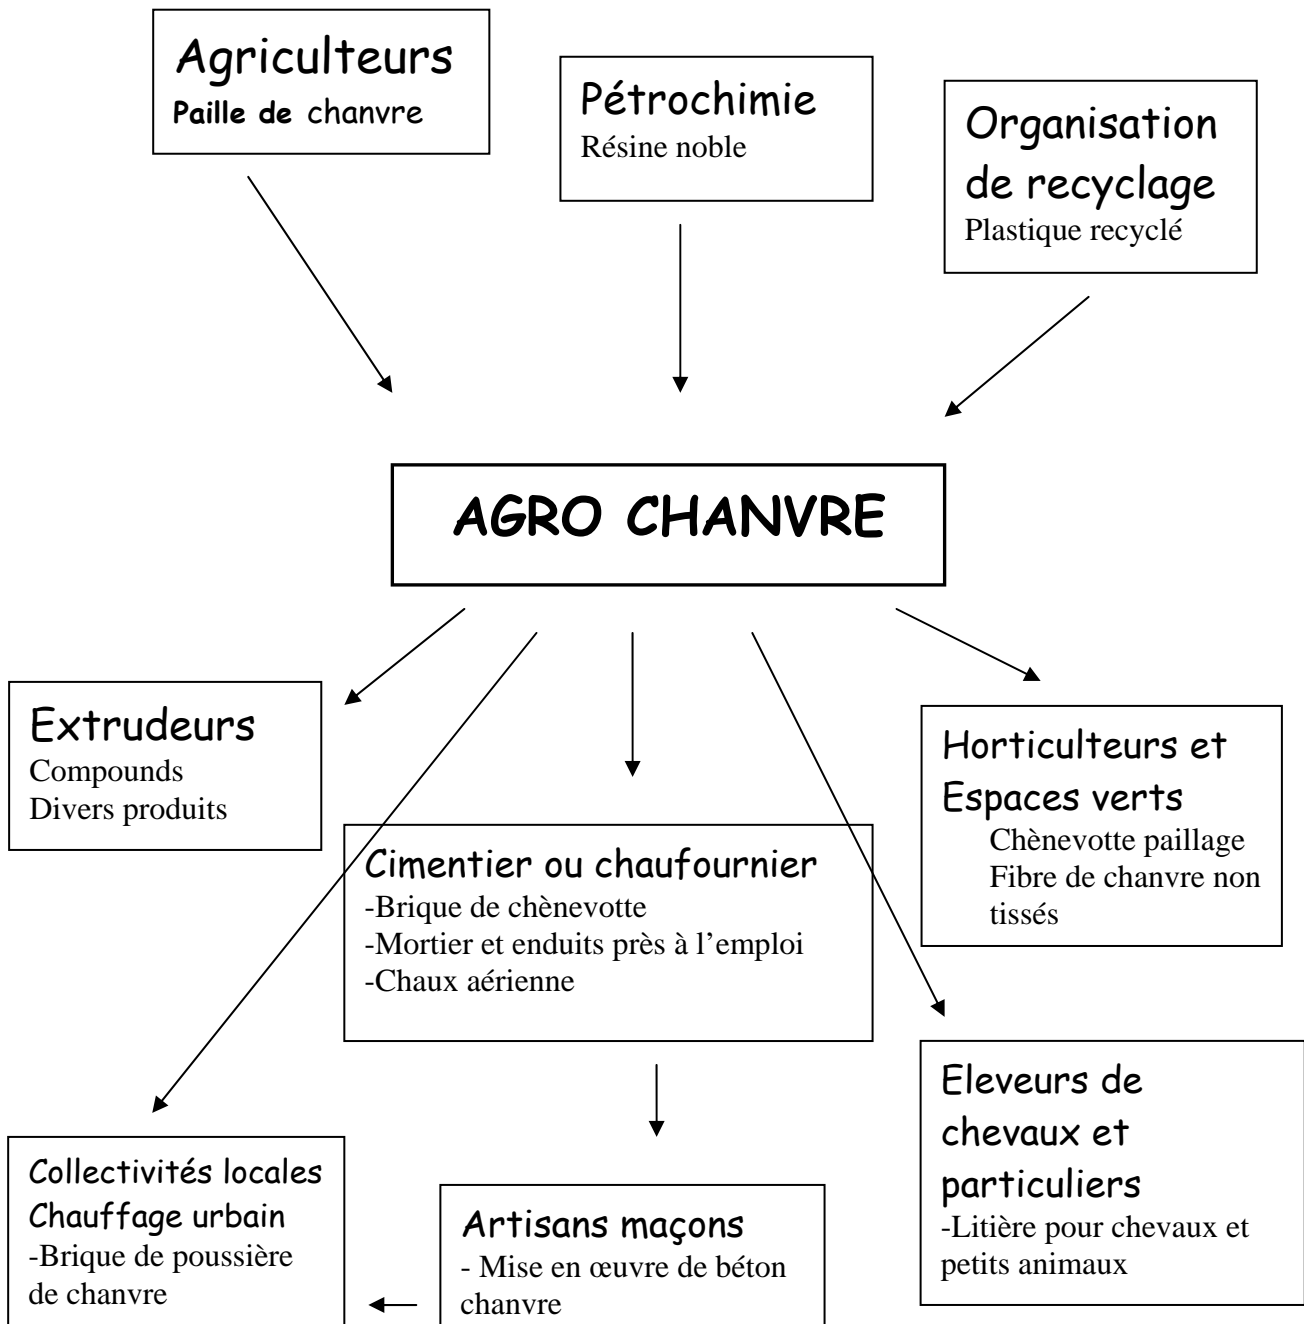 Agriculteurs
Paille de chanvre
Pétrochimie
Résine noble
Organisation
de recyclage
Plastique recyclé
AGRO CHANVRE
Extrudeurs
Compounds
Divers produits
Horticulteurs et
Espaces verts
Chènevotte paillage
Fibre de chanvre non
tissés
Cimentier ou chaufournier
-Brique de chènevotte
-Mortier et enduits près à l’emploi
-Chaux aérienne
Eleveurs de
chevaux et
particuliers
-Litière pour chevaux et
petits animaux
Collectivités locales
Chauffage urbain
-Brique de poussière
de chanvre
Artisans maçons
- Mise en œuvre de béton
chanvre